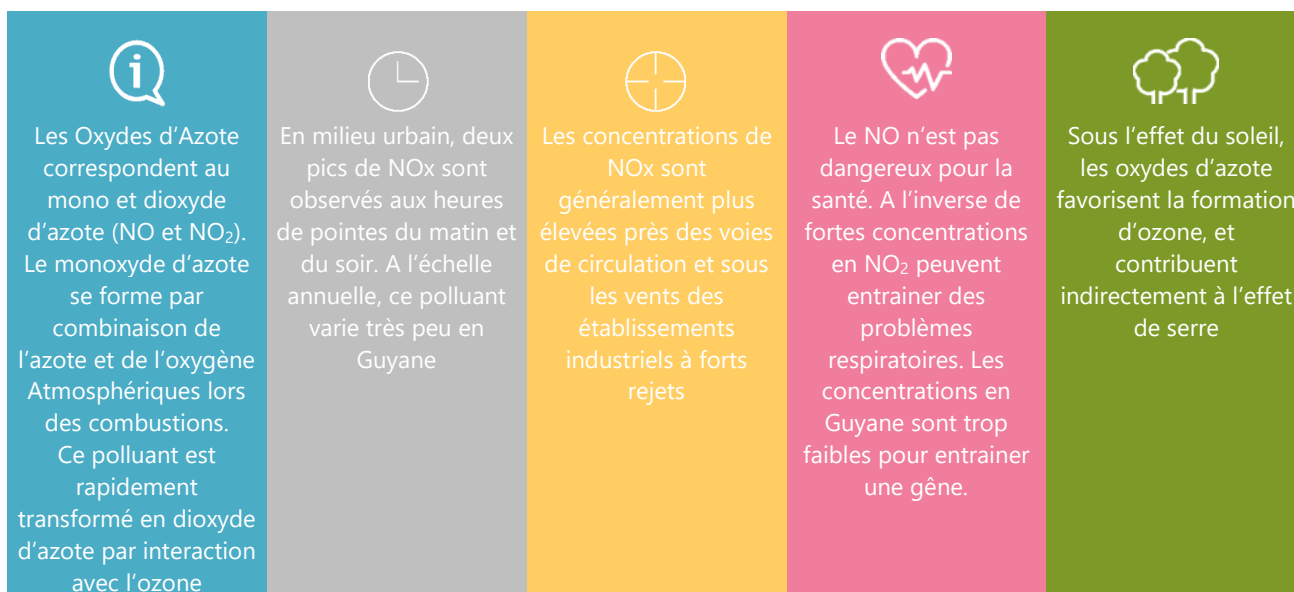 Les Oxydes d’Azote
correspondent au
mono et dioxyde
d’azote (NO et NO₂).
Le monoxyde d’azote
se forme par
combinaison de
l’azote et de l’oxygène
Atmosphériques lors
des combustions.
Ce polluant est
rapidement
transformé en dioxyde
d’azote par interaction
avec l’ozone
En milieu urbain, deux
pics de NOx sont
observés aux heures
de pointes du matin et
du soir. A l’échelle
annuelle, ce polluant
varie très peu en
Guyane
Les concentrations de
NOx sont
généralement plus
élevées près des voies
de circulation et sous
les vents des
établissements
industriels à forts
rejets
Le NO n’est pas
dangereux pour la
santé. A l’inverse de
fortes concentrations
en NO₂ peuvent
entrainer des
problèmes
respiratoires. Les
concentrations en
Guyane sont trop
faibles pour entrainer
une gêne.
Sous l’effet du soleil,
les oxydes d’azote
favorisent la formation
d’ozone, et
contribuent
indirectement à l’effet
de serre